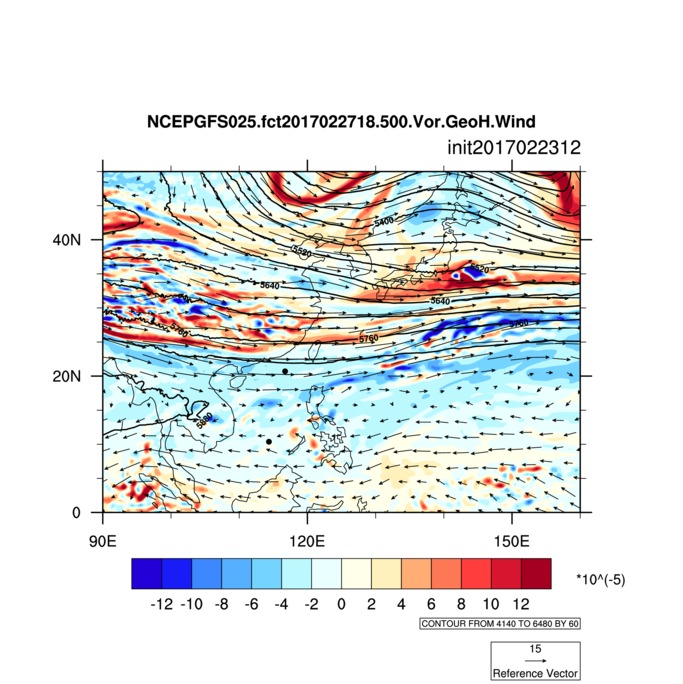 NCEPGFS025.fct2017022718.500.Vor.GeoH.Wind
init2017022312
5400
5520
5520
40N
5640
5640
5760
5760
5760
20N
5880
0
90E 120E 150E
-12 -10 -8 -6 -4 -2 0 2 4 6 8 10 12
*10^(-5)
CONTOUR FROM 4140 TO 6480 BY 60
15
Reference Vector